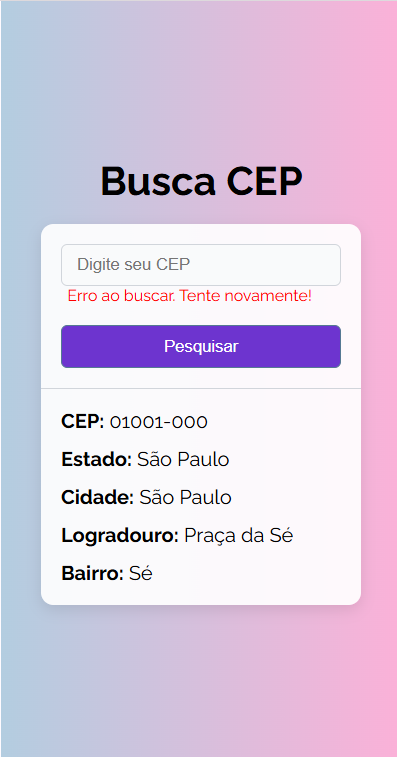 Busca CEP
Digite seu CEP
Erro ao buscar. Tente novamente!
Pesquisar
CEP: 01001-000
Estado: São Paulo
Cidade: São Paulo
Logradouro: Praça da Sé
Bairro: Sé